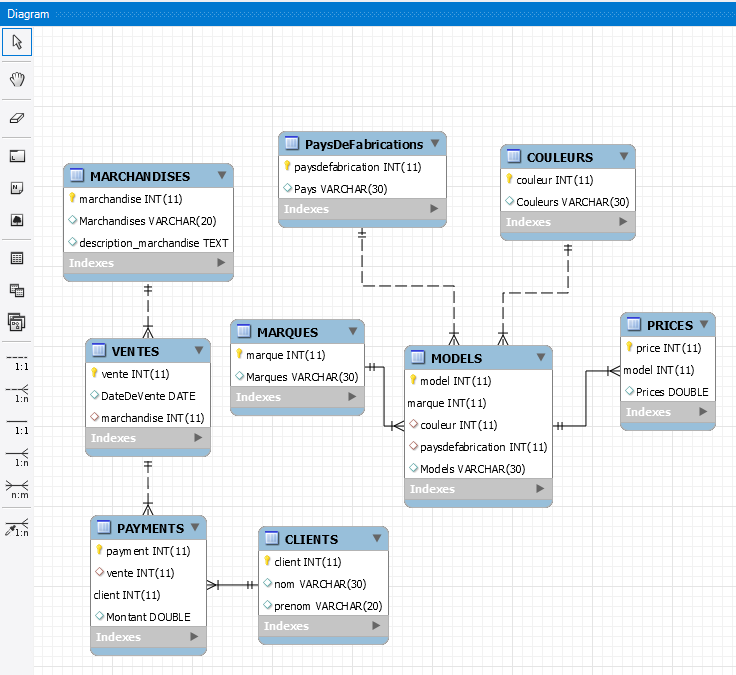 Diagram
PaysDeFabrications
paysdefabrication INT(11)
Pays VARCHAR(30)
Indexes
COULEURS
couleur INT(11)
Couleurs VARCHAR(30)
Indexes
MARCHANDISES
marchandise INT(11)
Marchandises VARCHAR(20)
description_marchandise TEXT
Indexes
MARQUES
marque INT(11)
Marques VARCHAR(30)
Indexes
PRICES
price INT(11)
model INT(11)
Prices DOUBLE
Indexes
VENTES
vente INT(11)
DateDeVente DATE
marchandise INT(11)
Indexes
MODELS
model INT(11)
marque INT(11)
couleur INT(11)
paysdefabrication INT(11)
Models VARCHAR(30)
Indexes
1:1
1:n
1:1
1:n
n:m
1:n
PAYMENTS
payment INT(11)
vente INT(11)
client INT(11)
Montant DOUBLE
Indexes
CLIENTS
client INT(11)
nom VARCHAR(30)
prenom VARCHAR(20)
Indexes